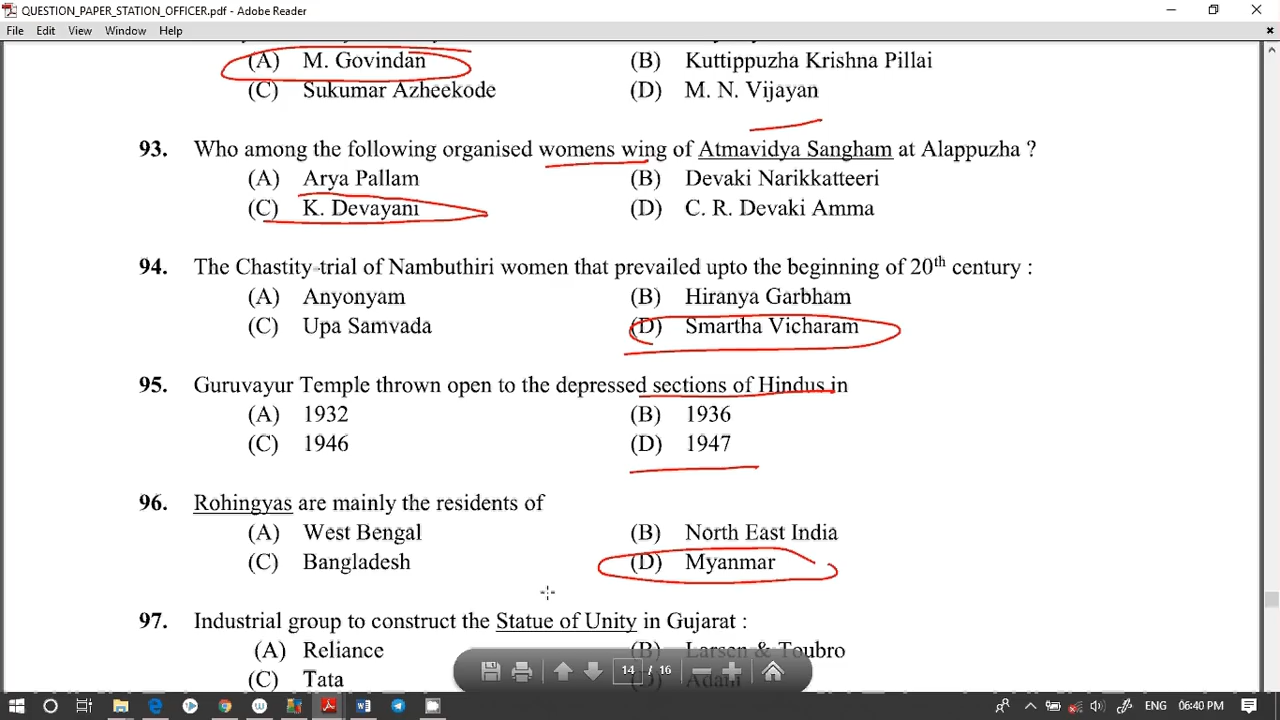 QUESTION_PAPER_STATION_OFFICER.pdf - Adobe Reader
File Edit View Window Help
(A) M. Govindan (B) Kuttippuzha Krishna Pillai
(C) Sukumar Azheekode (D) M. N. Vijayan
93. Who among the following organised womens wing of Atmavidya Sangham at Alappuzha ?
(A) Arya Pallam (B) Devaki Narikkatteeri
(C) K. Devayani (D) C. R. Devaki Amma
94. The Chastity-trial of Nambuthiri women that prevailed upto the beginning of 20th century :
(A) Anyonyam (B) Hiranya Garbham
(C) Upa Samvada (D) Smartha Vicharam
95. Guruvayur Temple thrown open to the depressed sections of Hindus in
(A) 1932 (B) 1936
(C) 1946 (D) 1947
96. Rohingyas are mainly the residents of
(A) West Bengal (B) North East India
(C) Bangladesh (D) Myanmar
97. Industrial group to construct the Statue of Unity in Gujarat :
(A) Reliance (B) Larsen & Toubro
(C) Tata (D) Adani
14 / 16
ENG 06:40 PM